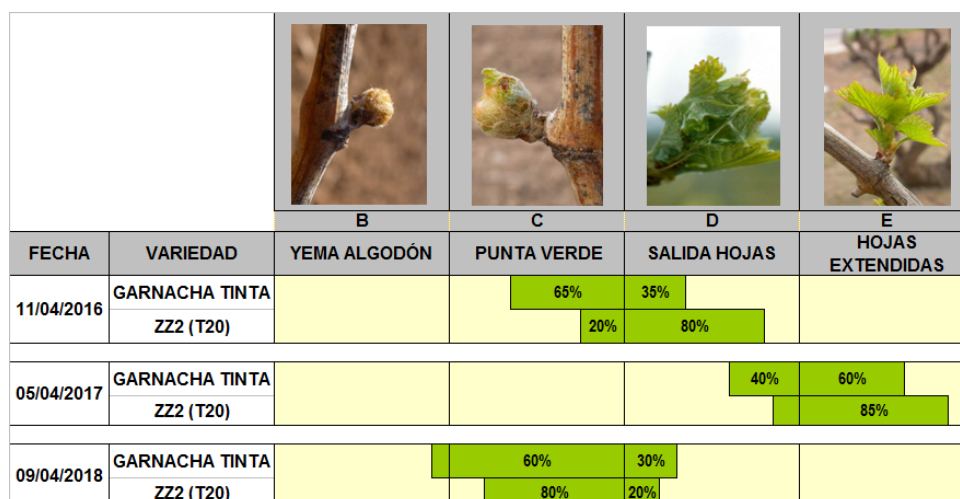 B C D E
FECHA VARIEDAD YEMA ALGODÓN PUNTA VERDE SALIDA HOJAS HOJAS EXTENDIDAS
11/04/2016
GARNACHA TINTA 65% 35%
ZZ2 (T20) 20% 80%
05/04/2017
GARNACHA TINTA 40% 60%
ZZ2 (T20) 85%
09/04/2018
GARNACHA TINTA 60% 30%
ZZ2 (T20) 80% 20%